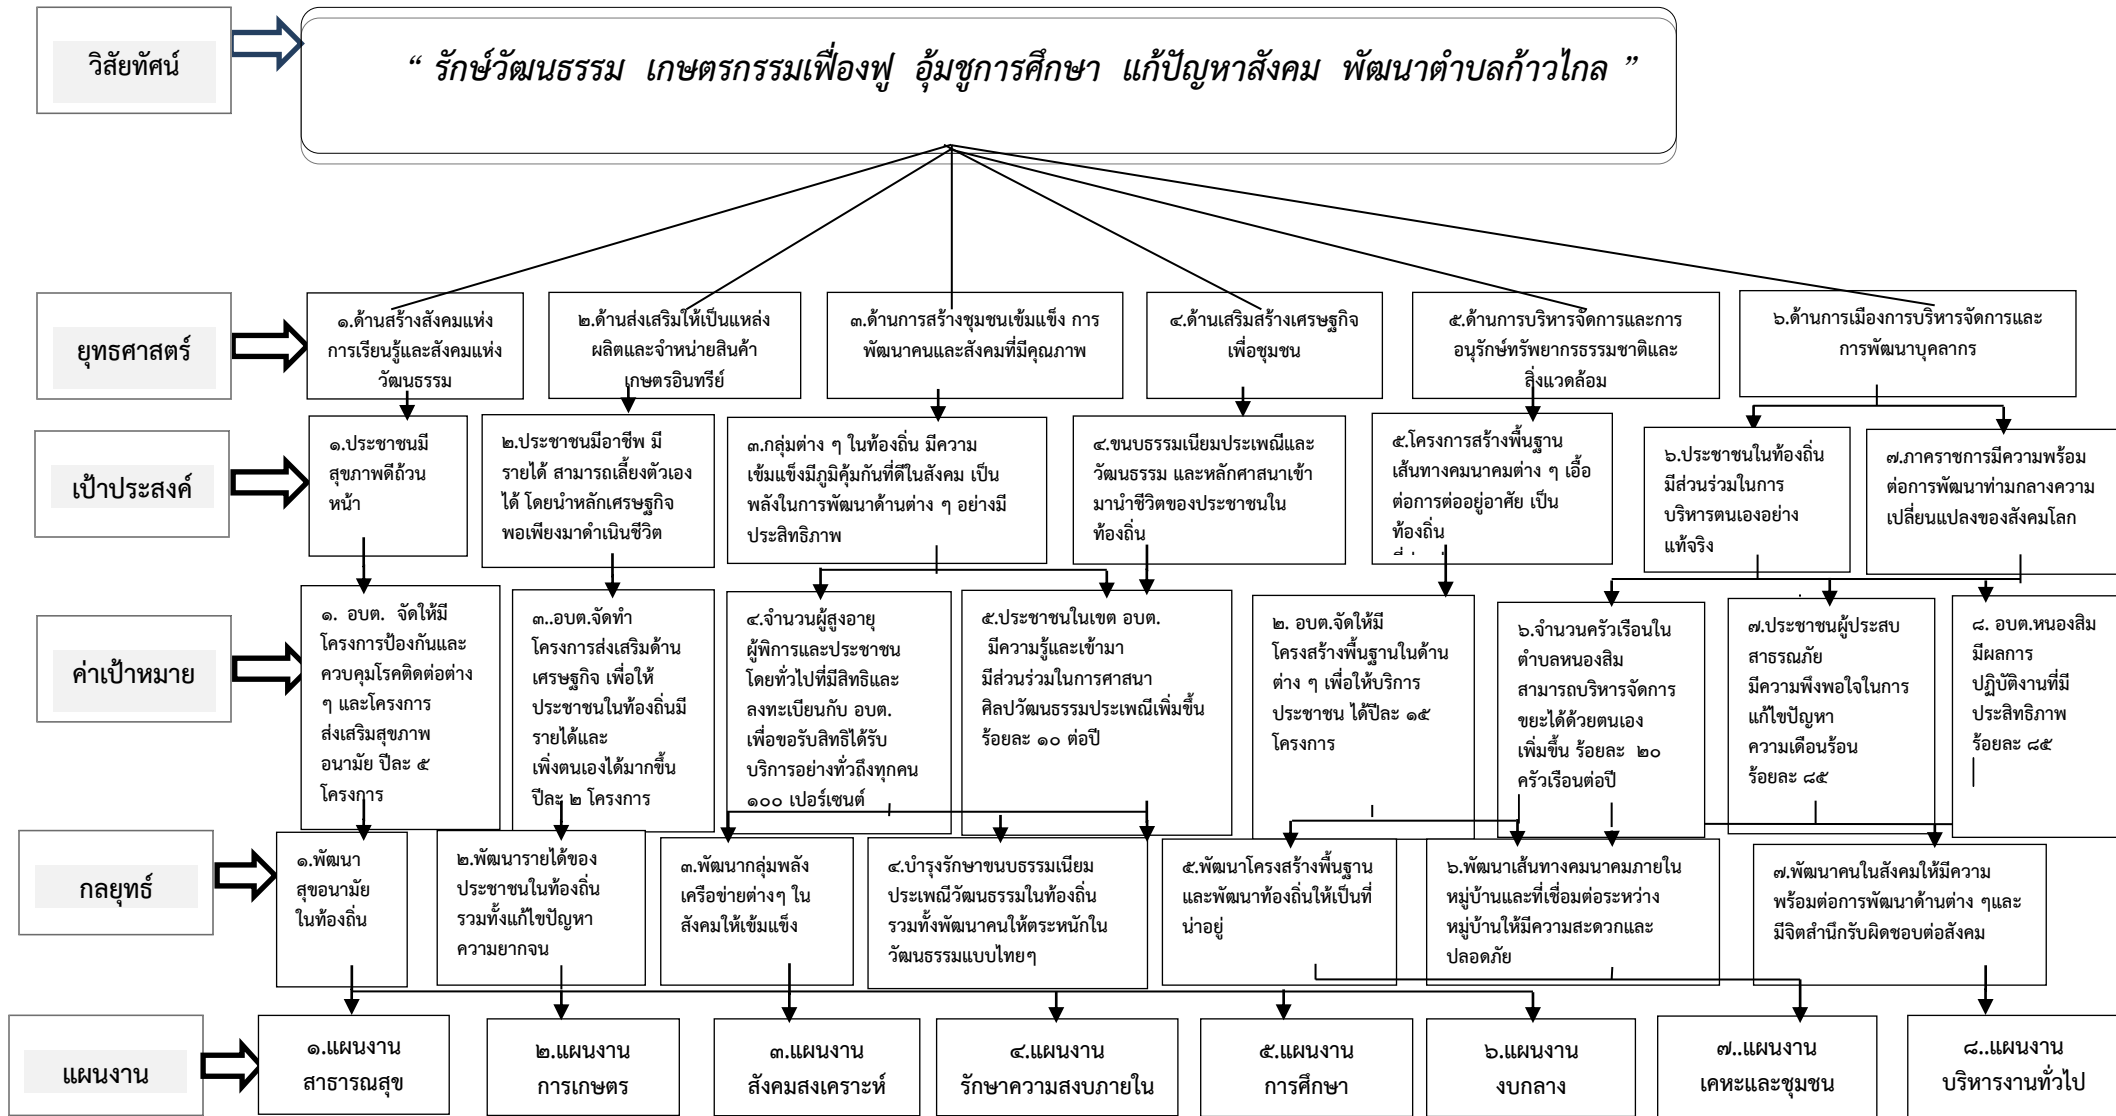 วิสัยทัศน์
“ รักษ์วัฒนธรรม เกษตรกรรมเฟื่องฟู อุ้มชูการศึกษา แก้ปัญหาสังคม พัฒนาตำบลก้าวไกล ”
ยุทธศาสตร์
๑.ด้านสร้างสังคมแห่ง
การเรียนรู้และสังคมแห่ง
วัฒนธรรม
๒.ด้านส่งเสริมให้เป็นแหล่ง
ผลิตและจำหน่ายสินค้า
เกษตรอินทรีย์
๓.ด้านการสร้างชุมชนเข้มแข็ง การ
พัฒนาคนและสังคมที่มีคุณภาพ
๔.ด้านเสริมสร้างเศรษฐกิจ
เพื่อชุมชน
๕.ด้านการบริหารจัดการและการ
อนุรักษ์ทรัพยากรธรรมชาติและ
สิ่งแวดล้อม
๖.ด้านการเมืองการบริหารจัดการและ
การพัฒนาบุคลากร
เป้าประสงค์
๑.ประชาชนมี
สุขภาพดีถ้วน
หน้า
๒.ประชาชนมีอาชีพ มี
รายได้ สามารถเลี้ยงตัวเอง
ได้ โดยนำหลักเศรษฐกิจ
พอเพียงมาดำเนินชีวิต
๓.กลุ่มต่าง ๆ ในท้องถิ่น มีความ
เข้มแข็งมีภูมิคุ้มกันที่ดีในสังคม เป็น
พลังในการพัฒนาด้านต่าง ๆ อย่างมี
ประสิทธิภาพ
๔.ขนบธรรมเนียมประเพณีและ
วัฒนธรรม และหลักศาสนาเข้า
มานำชีวิตของประชาชนใน
ท้องถิ่น
๕.โครงการสร้างพื้นฐาน
เส้นทางคมนาคมต่าง ๆ เอื้อ
ต่อการต่ออยู่อาศัย เป็น
ท้องถิ่น
๖.ประชาชนในท้องถิ่น
มีส่วนร่วมในการ
บริหารตนเองอย่าง
แท้จริง
๗.ภาคราชการมีความพร้อม
ต่อการพัฒนาท่ามกลางความ
เปลี่ยนแปลงของสังคมโลก
ค่าเป้าหมาย
๑. อบต. จัดให้มี
โครงการป้องกันและ
ควบคุมโรคติดต่อต่าง
ๆ และโครงการ
ส่งเสริมสุขภาพ
อนามัย ปีละ ๕
โครงการ
๓..อบต.จัดทำ
โครงการส่งเสริมด้าน
เศรษฐกิจ เพื่อให้
ประชาชนในท้องถิ่นมี
รายได้และ
เพิ่งตนเองได้มากขึ้น
ปีละ ๒ โครงการ
๔.จำนวนผู้สูงอายุ
ผู้พิการและประชาชน
โดยทั่วไปที่มีสิทธิและ
ลงทะเบียนกับ อบต.
เพื่อขอรับสิทธิได้รับ
บริการอย่างทั่วถึงทุกคน
๑๐๐ เปอร์เซนต์
๕.ประชาชนในเขต อบต.
มีความรู้และเข้ามา
มีส่วนร่วมในการศาสนา
ศิลปวัฒนธรรมประเพณีเพิ่มขึ้น
ร้อยละ ๑๐ ต่อปี
๒. อบต.จัดให้มี
โครงสร้างพื้นฐานในด้าน
ต่าง ๆ เพื่อให้บริการ
ประชาชน ได้ปีละ ๑๕
โครงการ
๖.จำนวนครัวเรือนใน
ตำบลหนองสิม
สามารถบริหารจัดการ
ขยะได้ด้วยตนเอง
เพิ่มขึ้น ร้อยละ ๒๐
ครัวเรือนต่อปี
๗.ประชาชนผู้ประสบ
สาธรณภัย
มีความพึงพอใจในการ
แก้ไขปัญหา
ความเดือนร้อน
ร้อยละ ๘๕
๘. อบต.หนองสิม
มีผลการ
ปฏิบัติงานที่มี
ประสิทธิภาพ
ร้อยละ ๘๕
กลยุทธ์
๑.พัฒนา
สุขอนามัย
ในท้องถิ่น
๒.พัฒนารายได้ของ
ประชาชนในท้องถิ่น
รวมทั้งแก้ไขปัญหา
ความยากจน
๓.พัฒนากลุ่มพลัง
เครือข่ายต่างๆ ใน
สังคมให้เข้มแข็ง
๔.บำรุงรักษาขนบธรรมเนียม
ประเพณีวัฒนธรรมในท้องถิ่น
รวมทั้งพัฒนาคนให้ตระหนักใน
วัฒนธรรมแบบไทยๆ
๕.พัฒนาโครงสร้างพื้นฐาน
และพัฒนาท้องถิ่นให้เป็นที่
น่าอยู่
๖.พัฒนาเส้นทางคมนาคมภายใน
หมู่บ้านและที่เชื่อมต่อระหว่าง
หมู่บ้านให้มีความสะดวกและ
ปลอดภัย
๗.พัฒนาคนในสังคมให้มีความ
พร้อมต่อการพัฒนาด้านต่าง ๆและ
มีจิตสำนึกรับผิดชอบต่อสังคม
แผนงาน
๑.แผนงาน
สาธารณสุข
๒.แผนงาน
การเกษตร
๓.แผนงาน
สังคมสงเคราะห์
๔.แผนงาน
รักษาความสงบภายใน
๕.แผนงาน
การศึกษา
๖.แผนงาน
งบกลาง
๗..แผนงาน
เคหะและชุมชน
๘..แผนงาน
บริหารงานทั่วไป